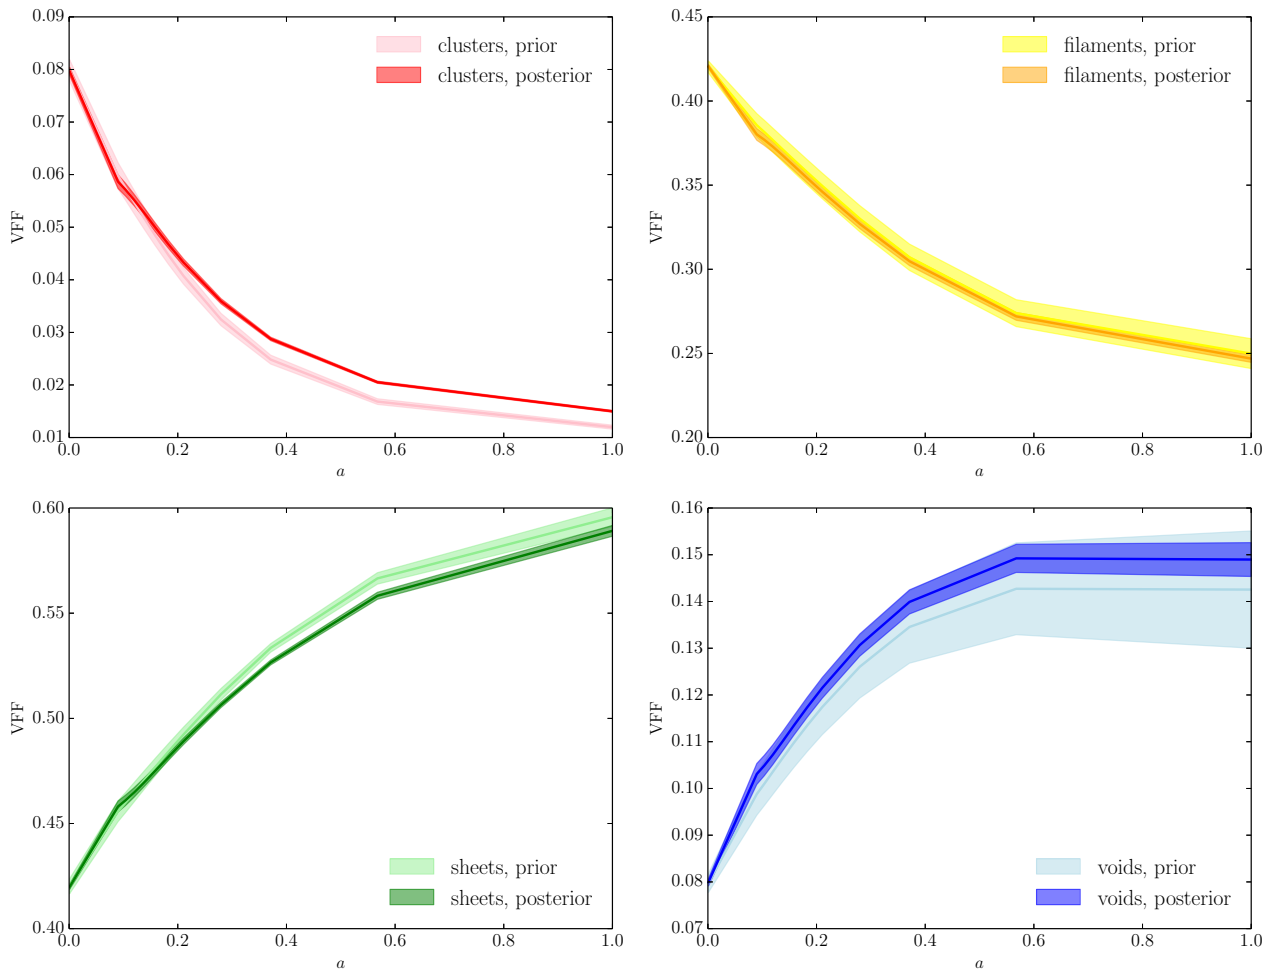 0.09
0.08
0.07
0.06
0.05
0.04
0.03
0.02
0.01
VFF
0.0 0.2 0.4 0.6 0.8 1.0
a
clusters, prior
clusters, posterior
0.45
0.40
0.35
0.30
0.25
0.20
VFF
0.0 0.2 0.4 0.6 0.8 1.0
a
filaments, prior
filaments, posterior
0.60
0.55
0.50
0.45
0.40
VFF
0.0 0.2 0.4 0.6 0.8 1.0
a
sheets, prior
sheets, posterior
0.16
0.15
0.14
0.13
0.12
0.11
0.10
0.09
0.08
0.07
VFF
0.0 0.2 0.4 0.6 0.8 1.0
a
voids, prior
voids, posterior